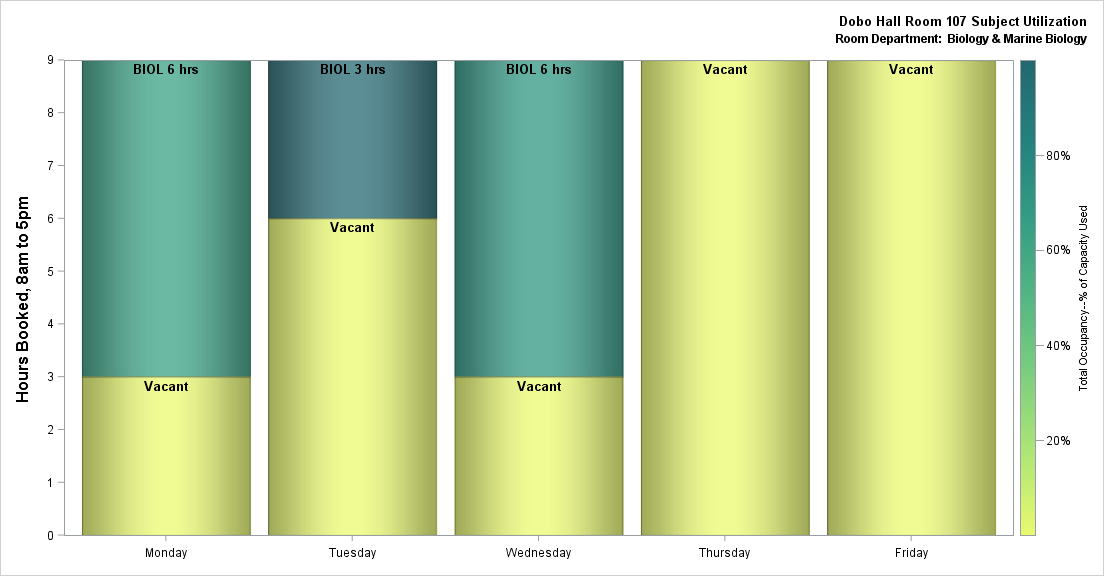 Dobo Hall Room 107 Subject Utilization
Room Department: Biology & Marine Biology
Hours Booked, 8am to 5pm
9
8
7
6
5
4
3
2
1
0
BIOL 6 hrs
Vacant
BIOL 3 hrs
Vacant
BIOL 6 hrs
Vacant
Vacant
Vacant
Monday
Tuesday
Wednesday
Thursday
Friday
80%
60%
40%
20%
Total Occupancy--% of Capacity Used